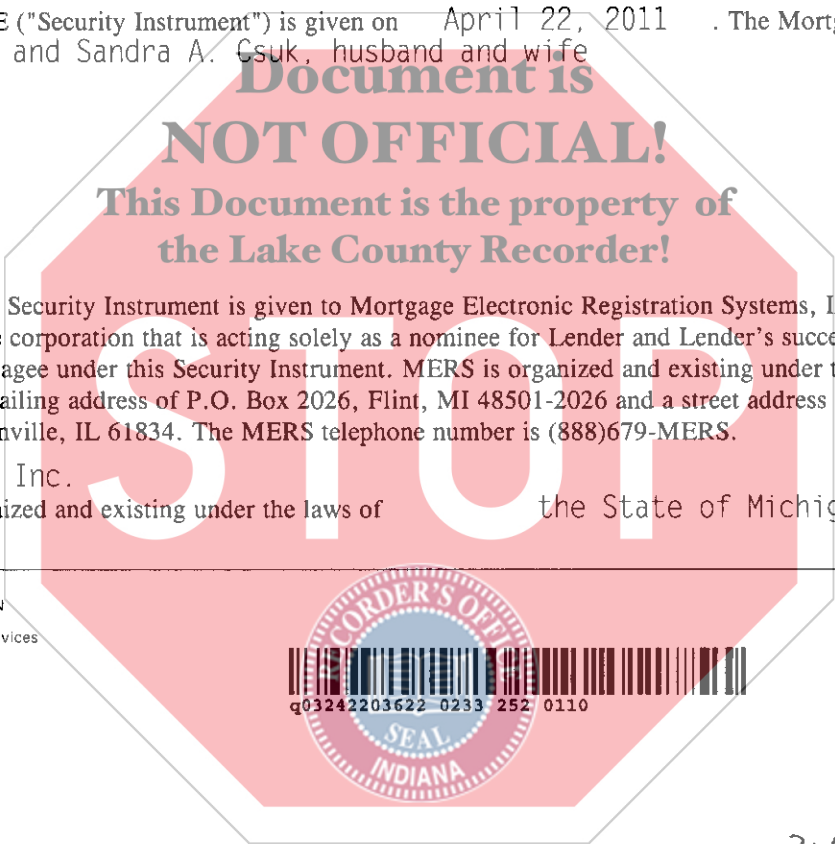 E ("Security Instrument") is given on April 22, 2011 . The Mortg
and Sandra A. Csuk, husband and wife
Document is
NOT OFFICIAL!
This Document is the property of
the Lake County Recorder!
Security Instrument is given to Mortgage Electronic Registration Systems, I
corporation that is acting solely as a nominee for Lender and Lender's succe
agee under this Security Instrument. MERS is organized and existing under t
ailing address of P.O. Box 2026, Flint, MI 48501-2026 and a street address
nville, IL 61834. The MERS telephone number is (888)679-MERS.
Inc.
ized and existing under the laws of the State of Michig
STOP
vices
RECORDER'S OFFICE
q03242203622 0233 252 0110
SEAL
INDIANA